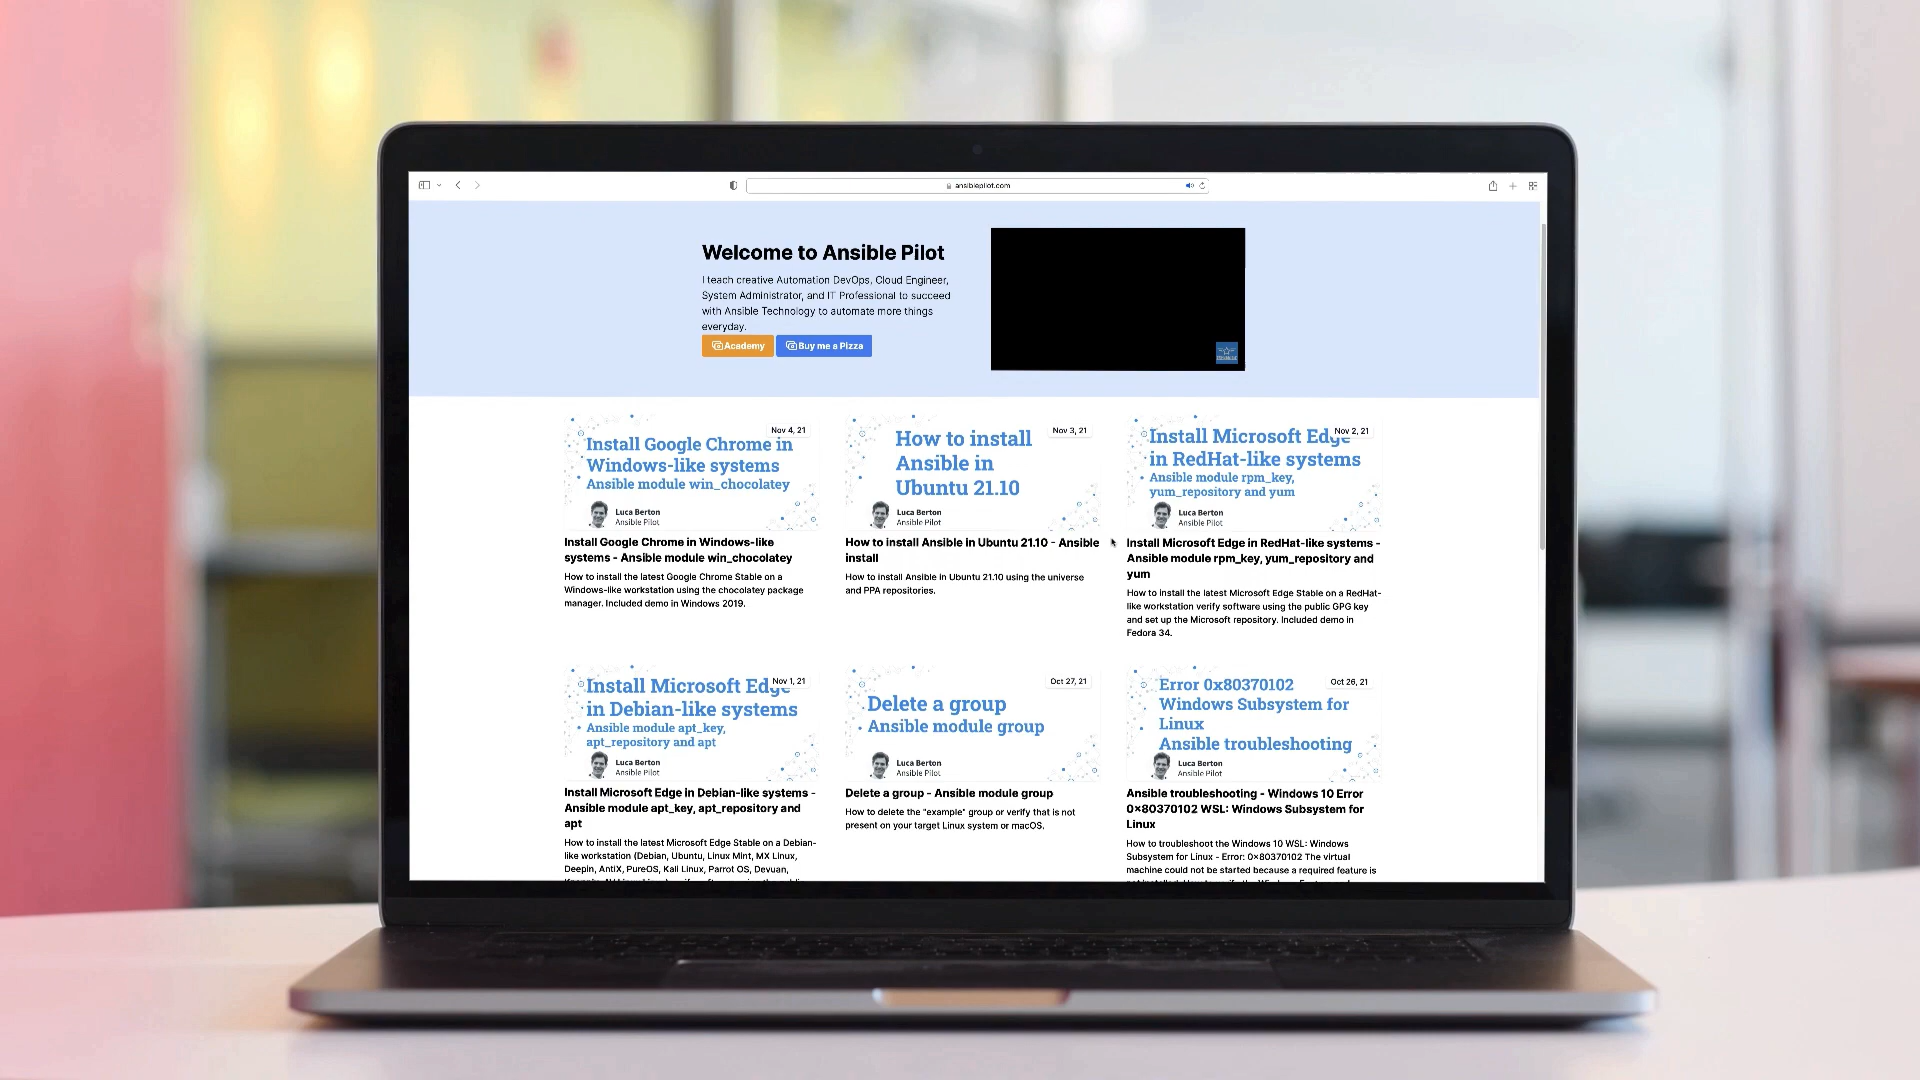 ansiblepilot.com
Welcome to Ansible Pilot
I teach creative Automation DevOps, Cloud Engineer,
System Administrator, and IT Professional to succeed
with Ansible Technology to automate more things
everyday.
Academy
Buy me a Pizza
Nov 4, 21
Install Google Chrome in
Windows-like systems
Ansible module win_chocolatey
Luca Berton
Ansible Pilot
Install Google Chrome in Windows-like
systems - Ansible module win_chocolatey
How to install the latest Google Chrome Stable on a
Windows-like workstation using the chocolatey package
manager. Included demo in Windows 2019.
Nov 3, 21
How to install
Ansible in
Ubuntu 21.10
Luca Berton
Ansible Pilot
How to install Ansible in Ubuntu 21.10 - Ansible
install
How to install Ansible in Ubuntu 21.10 using the universe
and PPA repositories.
Nov 2, 21
Install Microsoft Edge
in RedHat-like systems
Ansible module rpm_key,
yum_repository and yum
Luca Berton
Ansible Pilot
Install Microsoft Edge in RedHat-like systems -
Ansible module rpm_key, yum_repository and
yum
How to install the latest Microsoft Edge Stable on a RedHat-
like workstation verify software using the public GPG key
and set up the Microsoft repository. Included demo in
Fedora 34.
Nov 1, 21
Install Microsoft Edge
in Debian-like systems
Ansible module apt_key,
apt_repository and apt
Luca Berton
Ansible Pilot
Install Microsoft Edge in Debian-like systems -
Ansible module apt_key, apt_repository and
apt
How to install the latest Microsoft Edge Stable on a Debian-
like workstation (Debian, Ubuntu, Linux Mint, MX Linux,
Deepin, AntiX, PureOS, Kali Linux, Parrot OS, Devuan,
Oct 27, 21
Delete a group
Ansible module group
Luca Berton
Ansible Pilot
Delete a group - Ansible module group
How to delete the "example" group or verify that is not
present on your target Linux system or macOS.
Oct 26, 21
Error 0x80370102
Windows Subsystem for
Linux
Ansible troubleshooting
Luca Berton
Ansible Pilot
Ansible troubleshooting - Windows 10 Error
0x80370102 WSL: Windows Subsystem for
Linux
How to troubleshoot the Windows 10 WSL: Windows
Subsystem for Linux - Error: 0x80370102 The virtual
machine could not be started because a required feature is